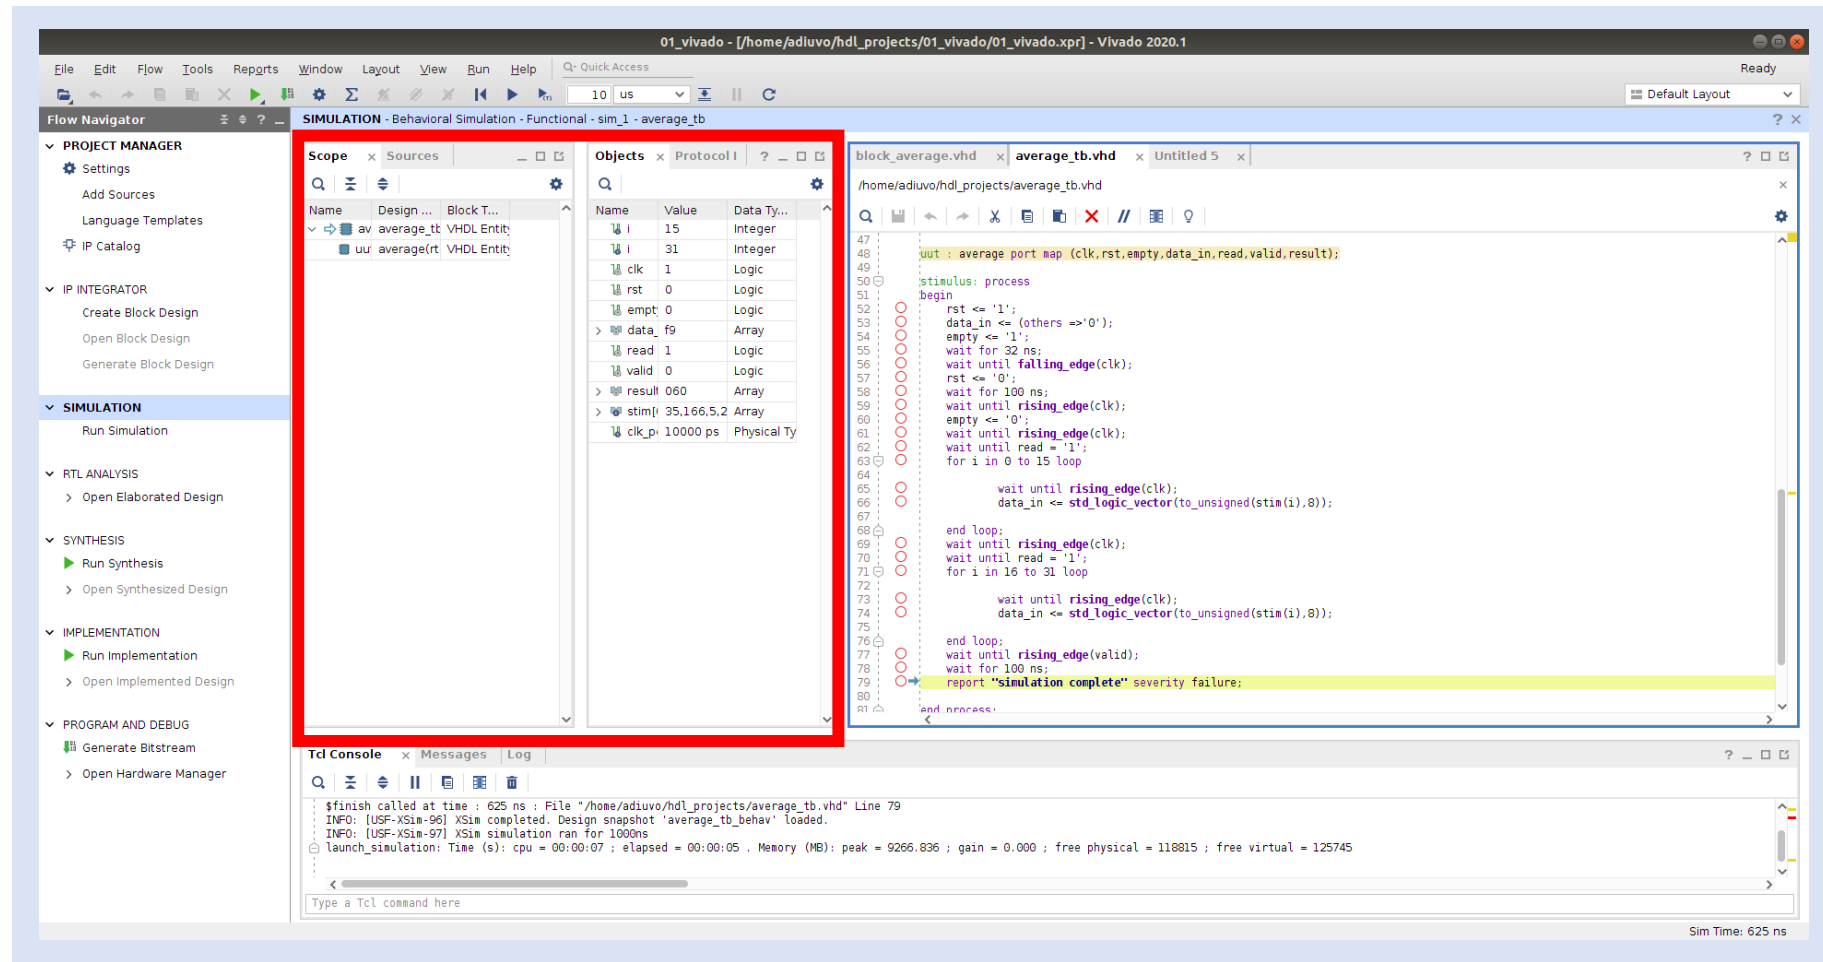 01_vivado - [/home/adiuvo/hdl_projects/01_vivado/01_vivado.xpr] - Vivado 2020.1
File Edit Flow Tools Reports Window Layout View Run Help Q- Quick Access Ready
10 us Default Layout
Flow Navigator ? _
SIMULATION - Behavioral Simulation - Functional - sim_1 - average_tb ? ×
PROJECT MANAGER
Settings
Add Sources
Language Templates
IP Catalog
IP INTEGRATOR
Create Block Design
Open Block Design
Generate Block Design
SIMULATION
Run Simulation
RTL ANALYSIS
Open Elaborated Design
SYNTHESIS
Run Synthesis
Open Synthesized Design
IMPLEMENTATION
Run Implementation
Open Implemented Design
PROGRAM AND DEBUG
Generate Bitstream
Open Hardware Manager
Scope × Sources
Name Design ... Block T...
av average_tb VHDL Entity
uu average(rt VHDL Entity
Objects × Protocol I ?
Name Value Data Ty...
i 15 Integer
i 31 Integer
clk 1 Logic
rst 0 Logic
empt 0 Logic
data_ f9 Array
read 1 Logic
valid 0 Logic
result 060 Array
stim[ 35,166,5,2 Array
clk_p 10000 ps Physical Ty
block_average.vhd × average_tb.vhd × Untitled 5 × ?
/home/adiuvo/hdl_projects/average_tb.vhd ×
47
48 uut : average port map (clk,rst,empty,data_in,read,valid,result);
49
50 stimulus: process
51 begin
52 rst <= '1';
53 data_in <= (others =>'0');
54 empty <= '1';
55 wait for 32 ns;
56 wait until falling_edge(clk);
57 rst <= '0';
58 wait for 100 ns;
59 wait until rising_edge(clk);
60 empty <= '0';
61 wait until rising_edge(clk);
62 wait until read = '1';
63 for i in 0 to 15 loop
64
65 wait until rising_edge(clk);
66 data_in <= std_logic_vector(to_unsigned(stim(i),8));
67
68 end loop;
69 wait until rising_edge(clk);
70 wait until read = '1';
71 for i in 16 to 31 loop
72
73 wait until rising_edge(clk);
74 data_in <= std_logic_vector(to_unsigned(stim(i),8));
75
76 end loop;
77 wait until rising_edge(valid);
78 wait for 100 ns;
79 report "simulation complete" severity failure;
80
81 end process;
Tcl Console × Messages Log ?
$finish called at time : 625 ns : File "/home/adiuvo/hdl_projects/average_tb.vhd" Line 79
INFO: [USF-XSim-96] XSim completed. Design snapshot 'average_tb_behav' loaded.
INFO: [USF-XSim-97] XSim simulation ran for 1000ns
launch_simulation: Time (s): cpu = 00:00:07 ; elapsed = 00:00:05 . Memory (MB): peak = 9266.836 ; gain = 0.000 ; free physical = 118815 ; free virtual = 125745
Type a Tcl command here
Sim Time: 625 ns